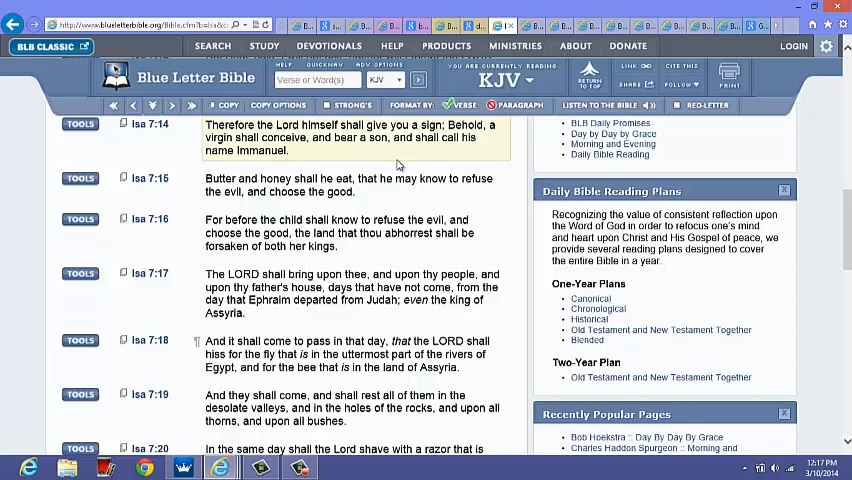 http://www.blueletterbible.org/Bible.cfm?b=Isa&c
BLB CLASSIC
SEARCH STUDY DEVOTIONALS HELP PRODUCTS MINISTRIES ABOUT DONATE
LOGIN
Blue Letter Bible
HELP QUICKNAV ADV. OPTIONS
Verse or Word(s)
KJV
YOU ARE CURRENTLY READING
KJV
RETURN TO TOP
LINK
CITE THIS
SHARE
FOLLOW
PRINT
COPY COPY OPTIONS STRONG'S FORMAT BY: VERSE PARAGRAPH LISTEN TO THE BIBLE RED-LETTER
TOOLS Isa 7:14 Therefore the Lord himself shall give you a sign; Behold, a
virgin shall conceive, and bear a son, and shall call his
name Immanuel.
TOOLS Isa 7:15 Butter and honey shall he eat, that he may know to refuse
the evil, and choose the good.
TOOLS Isa 7:16 For before the child shall know to refuse the evil, and
choose the good, the land that thou abhorrest shall be
forsaken of both her kings.
TOOLS Isa 7:17 The LORD shall bring upon thee, and upon thy people, and
upon thy father's house, days that have not come, from the
day that Ephraim departed from Judah; even the king of
Assyria.
TOOLS Isa 7:18 ¶ And it shall come to pass in that day, that the LORD shall
hiss for the fly that is in the uttermost part of the rivers of
Egypt, and for the bee that is in the land of Assyria.
TOOLS Isa 7:19 And they shall come, and shall rest all of them in the
desolate valleys, and in the holes of the rocks, and upon all
thorns, and upon all bushes.
TOOLS Isa 7:20 In the same day shall the Lord shave with a razor that is
BLB Daily Promises
Day by Day by Grace
Morning and Evening
Daily Bible Reading
Daily Bible Reading Plans
Recognizing the value of consistent reflection upon
the Word of God in order to refocus one's mind
and heart upon Christ and His Gospel of peace, we
provide several reading plans designed to cover
the entire Bible in a year.
One-Year Plans
Canonical
Chronological
Historical
Old Testament and New Testament Together
Blended
Two-Year Plan
Old Testament and New Testament Together
Recently Popular Pages
Bob Hoekstra :: Day By Day By Grace
Charles Haddon Spurgeon :: Morning and
12:17 PM
3/10/2014